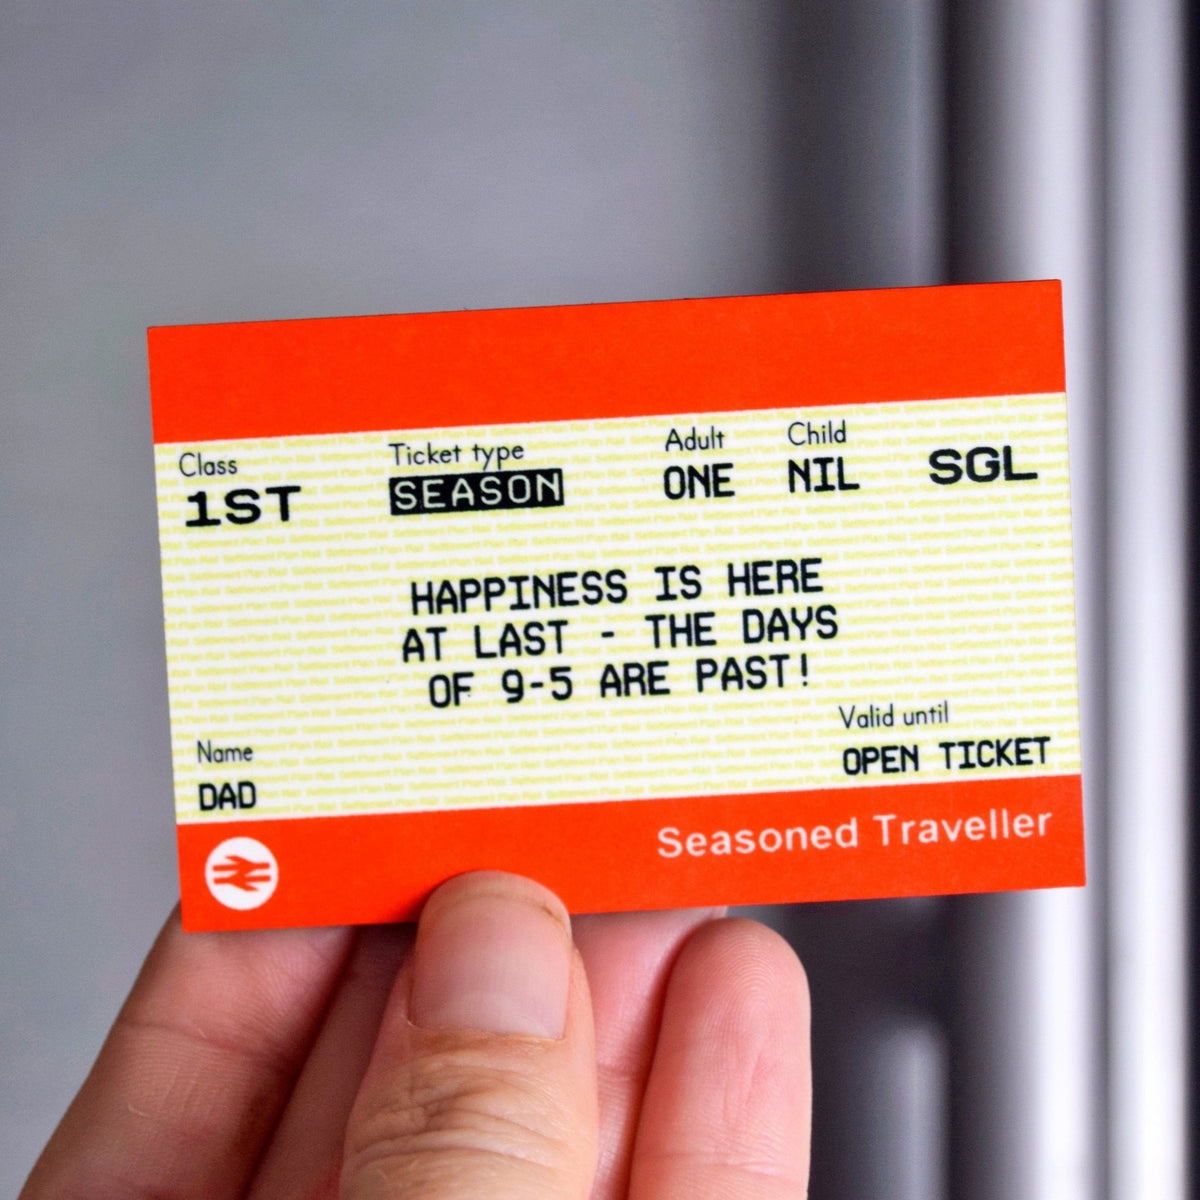 Class Ticket type Adult Child
1ST SEASON ONE NIL SGL
HAPPINESS IS HERE
AT LAST - THE DAYS
OF 9-5 ARE PAST!
Valid until
OPEN TICKET
Name
DAD
Seasoned Traveller